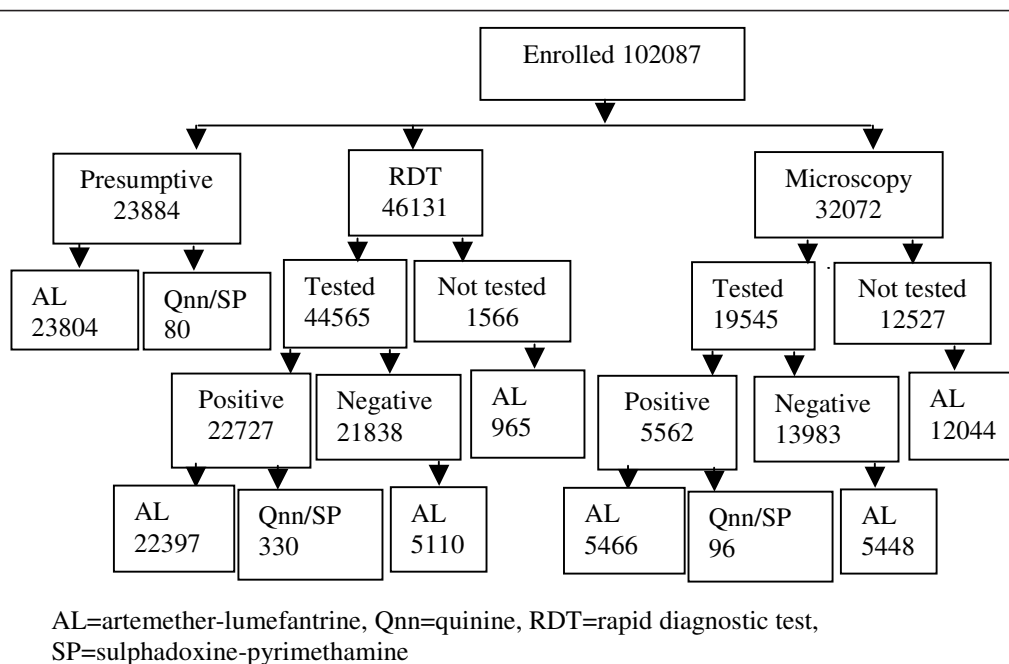 Enrolled 102087
Presumptive
23884
RDT
46131
Microscopy
32072
AL
23804
Qnn/SP
80
Tested
44565
Not tested
1566
Tested
19545
Not tested
12527
Positive
22727
Negative
21838
AL
965
Positive
5562
Negative
13983
AL
12044
AL
22397
Qnn/SP
330
AL
5110
AL
5466
Qnn/SP
96
AL
5448
AL=artemether-lumefantrine, Qnn=quinine, RDT=rapid diagnostic test,
SP=sulphadoxine-pyrimethamine